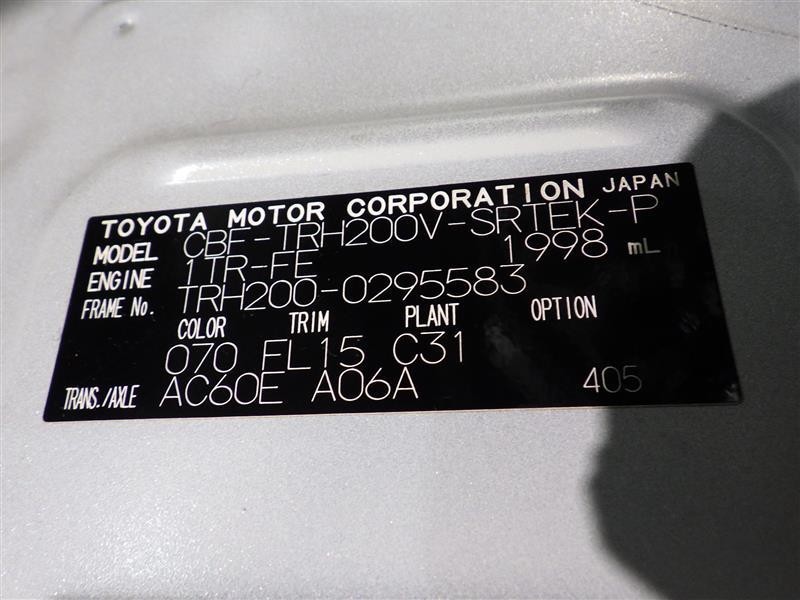 TOYOTA MOTOR CORPORATION JAPAN
MODEL CBF-TRH200V-SRTEK-P
ENGINE 1TR-FE 1998 mL
FRAME No. TRH200-0295583
COLOR TRIM PLANT OPTION
070 FL15 C31
TRANS./AXLE AC60E A06A 405